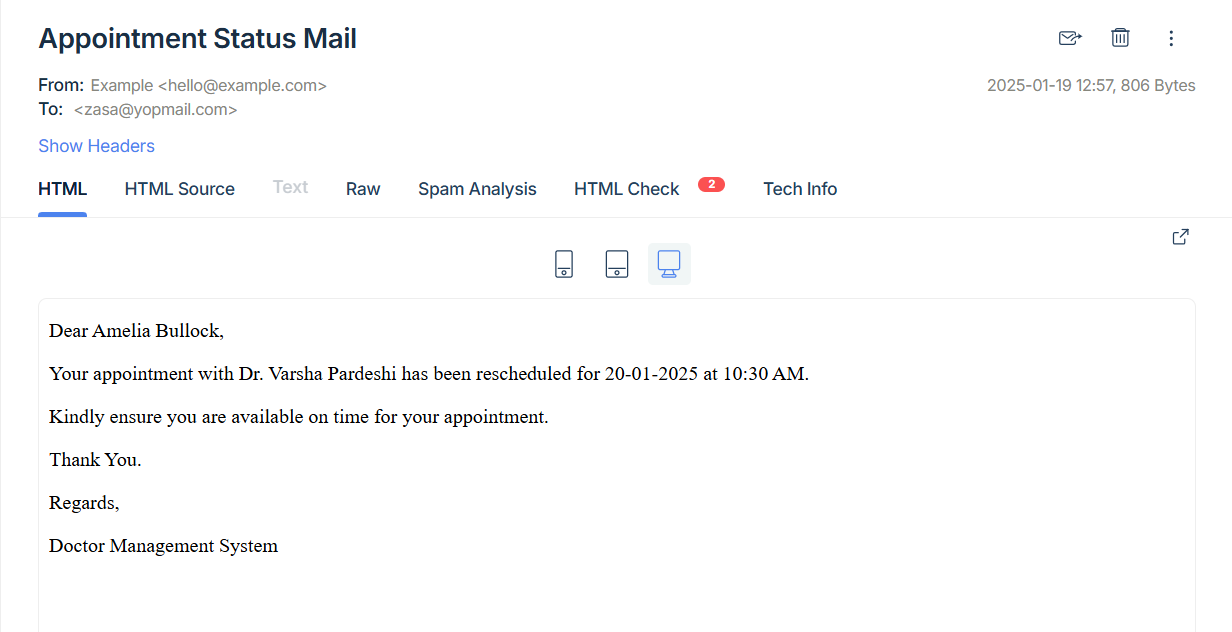 Appointment Status Mail
From: Example <hello@example.com>
2025-01-19 12:57, 806 Bytes
To: <zasa@yopmail.com>
Show Headers
HTML HTML Source Text Raw Spam Analysis HTML Check 2 Tech Info
Dear Amelia Bullock,
Your appointment with Dr. Varsha Pardeshi has been rescheduled for 20-01-2025 at 10:30 AM.
Kindly ensure you are available on time for your appointment.
Thank You.
Regards,
Doctor Management System